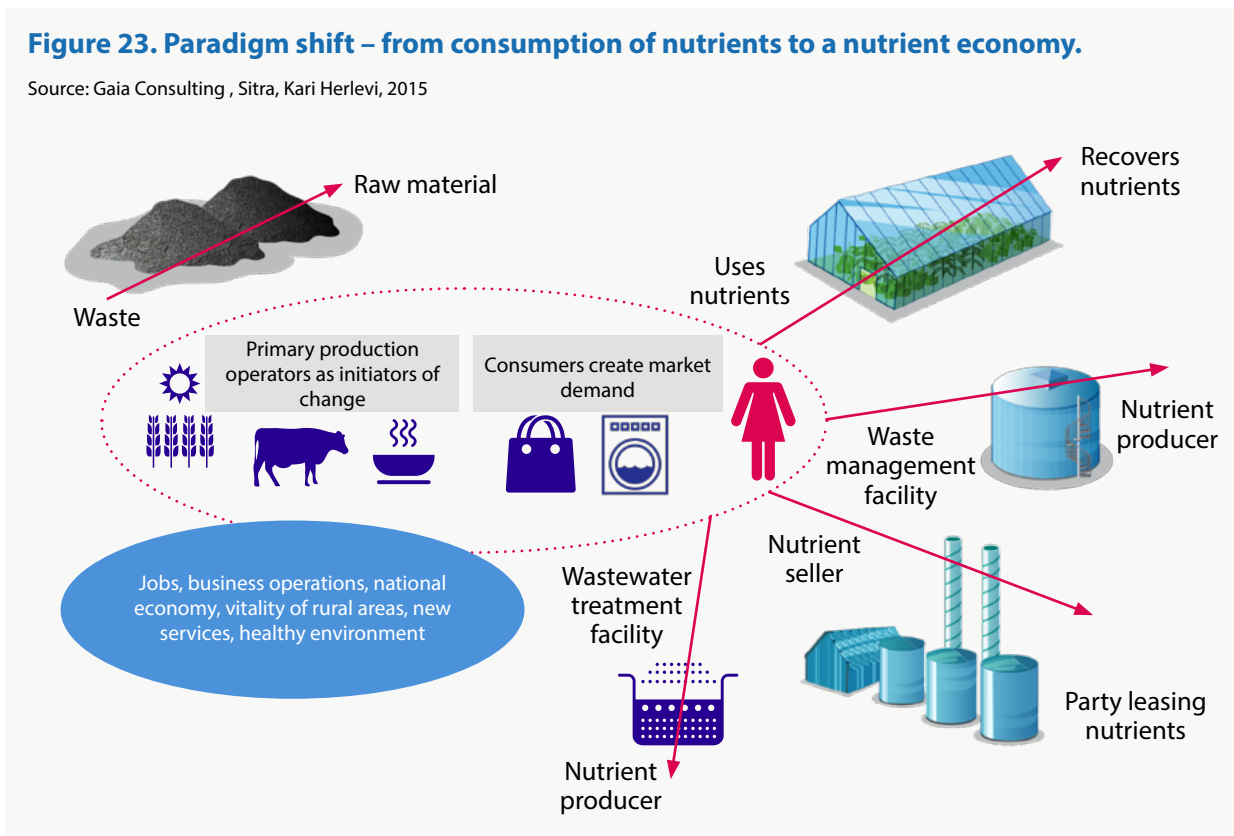 Figure 23. Paradigm shift – from consumption of nutrients to a nutrient economy.
Source: Gaia Consulting , Sitra, Kari Herlevi, 2015
Raw material
Waste
Recovers
nutrients
Uses
nutrients
Primary production
operators as initiators of
change
Consumers create market
demand
Nutrient
producer
Waste
management
facility
Nutrient
seller
Party leasing
nutrients
Wastewater
treatment
facility
Nutrient
producer
Jobs, business operations, national
economy, vitality of rural areas, new
services, healthy environment